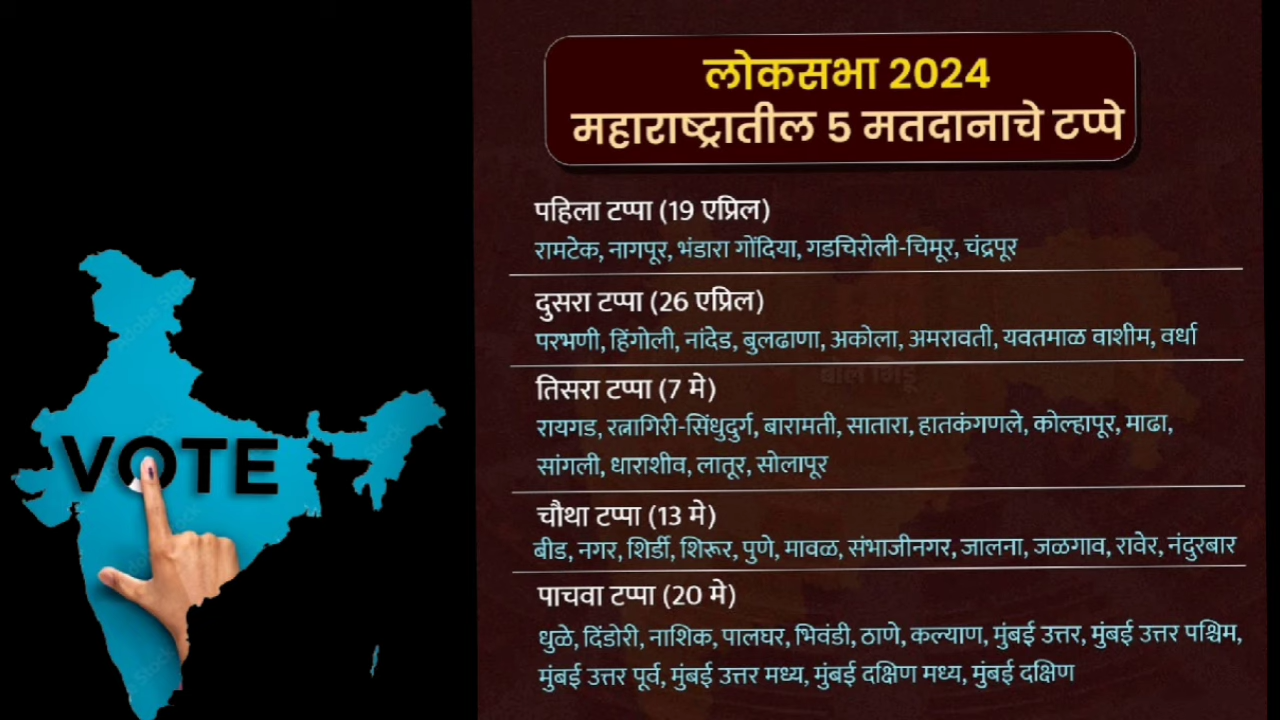 लोकसभा 2024
महाराष्ट्रातील 5 मतदानाचे टप्पे
पहिला टप्पा (19 एप्रिल)
रामटेक, नागपूर, भंडारा गोंदिया, गडचिरोली-चिमूर, चंद्रपूर
दुसरा टप्पा (26 एप्रिल)
परभणी, हिंगोली, नांदेड, बुलढाणा, अकोला, अमरावती, यवतमाळ वाशीम, वर्धा
तिसरा टप्पा (7 मे)
रायगड, रत्नागिरी-सिंधुदुर्ग, बारामती, सातारा, हातकंगणले, कोल्हापूर, माढा,
सांगली, धाराशीव, लातूर, सोलापूर
चौथा टप्पा (13 मे)
बीड, नगर, शिर्डी, शिरूर, पुणे, मावळ, संभाजीनगर, जालना, जळगाव, रावेर, नंदुरबार
पाचवा टप्पा (20 मे)
धुळे, दिंडोरी, नाशिक, पालघर, भिवंडी, ठाणे, कल्याण, मुंबई उत्तर, मुंबई उत्तर पश्चिम,
मुंबई उत्तर पूर्व, मुंबई उत्तर मध्य, मुंबई दक्षिण मध्य, मुंबई दक्षिण
VOTE